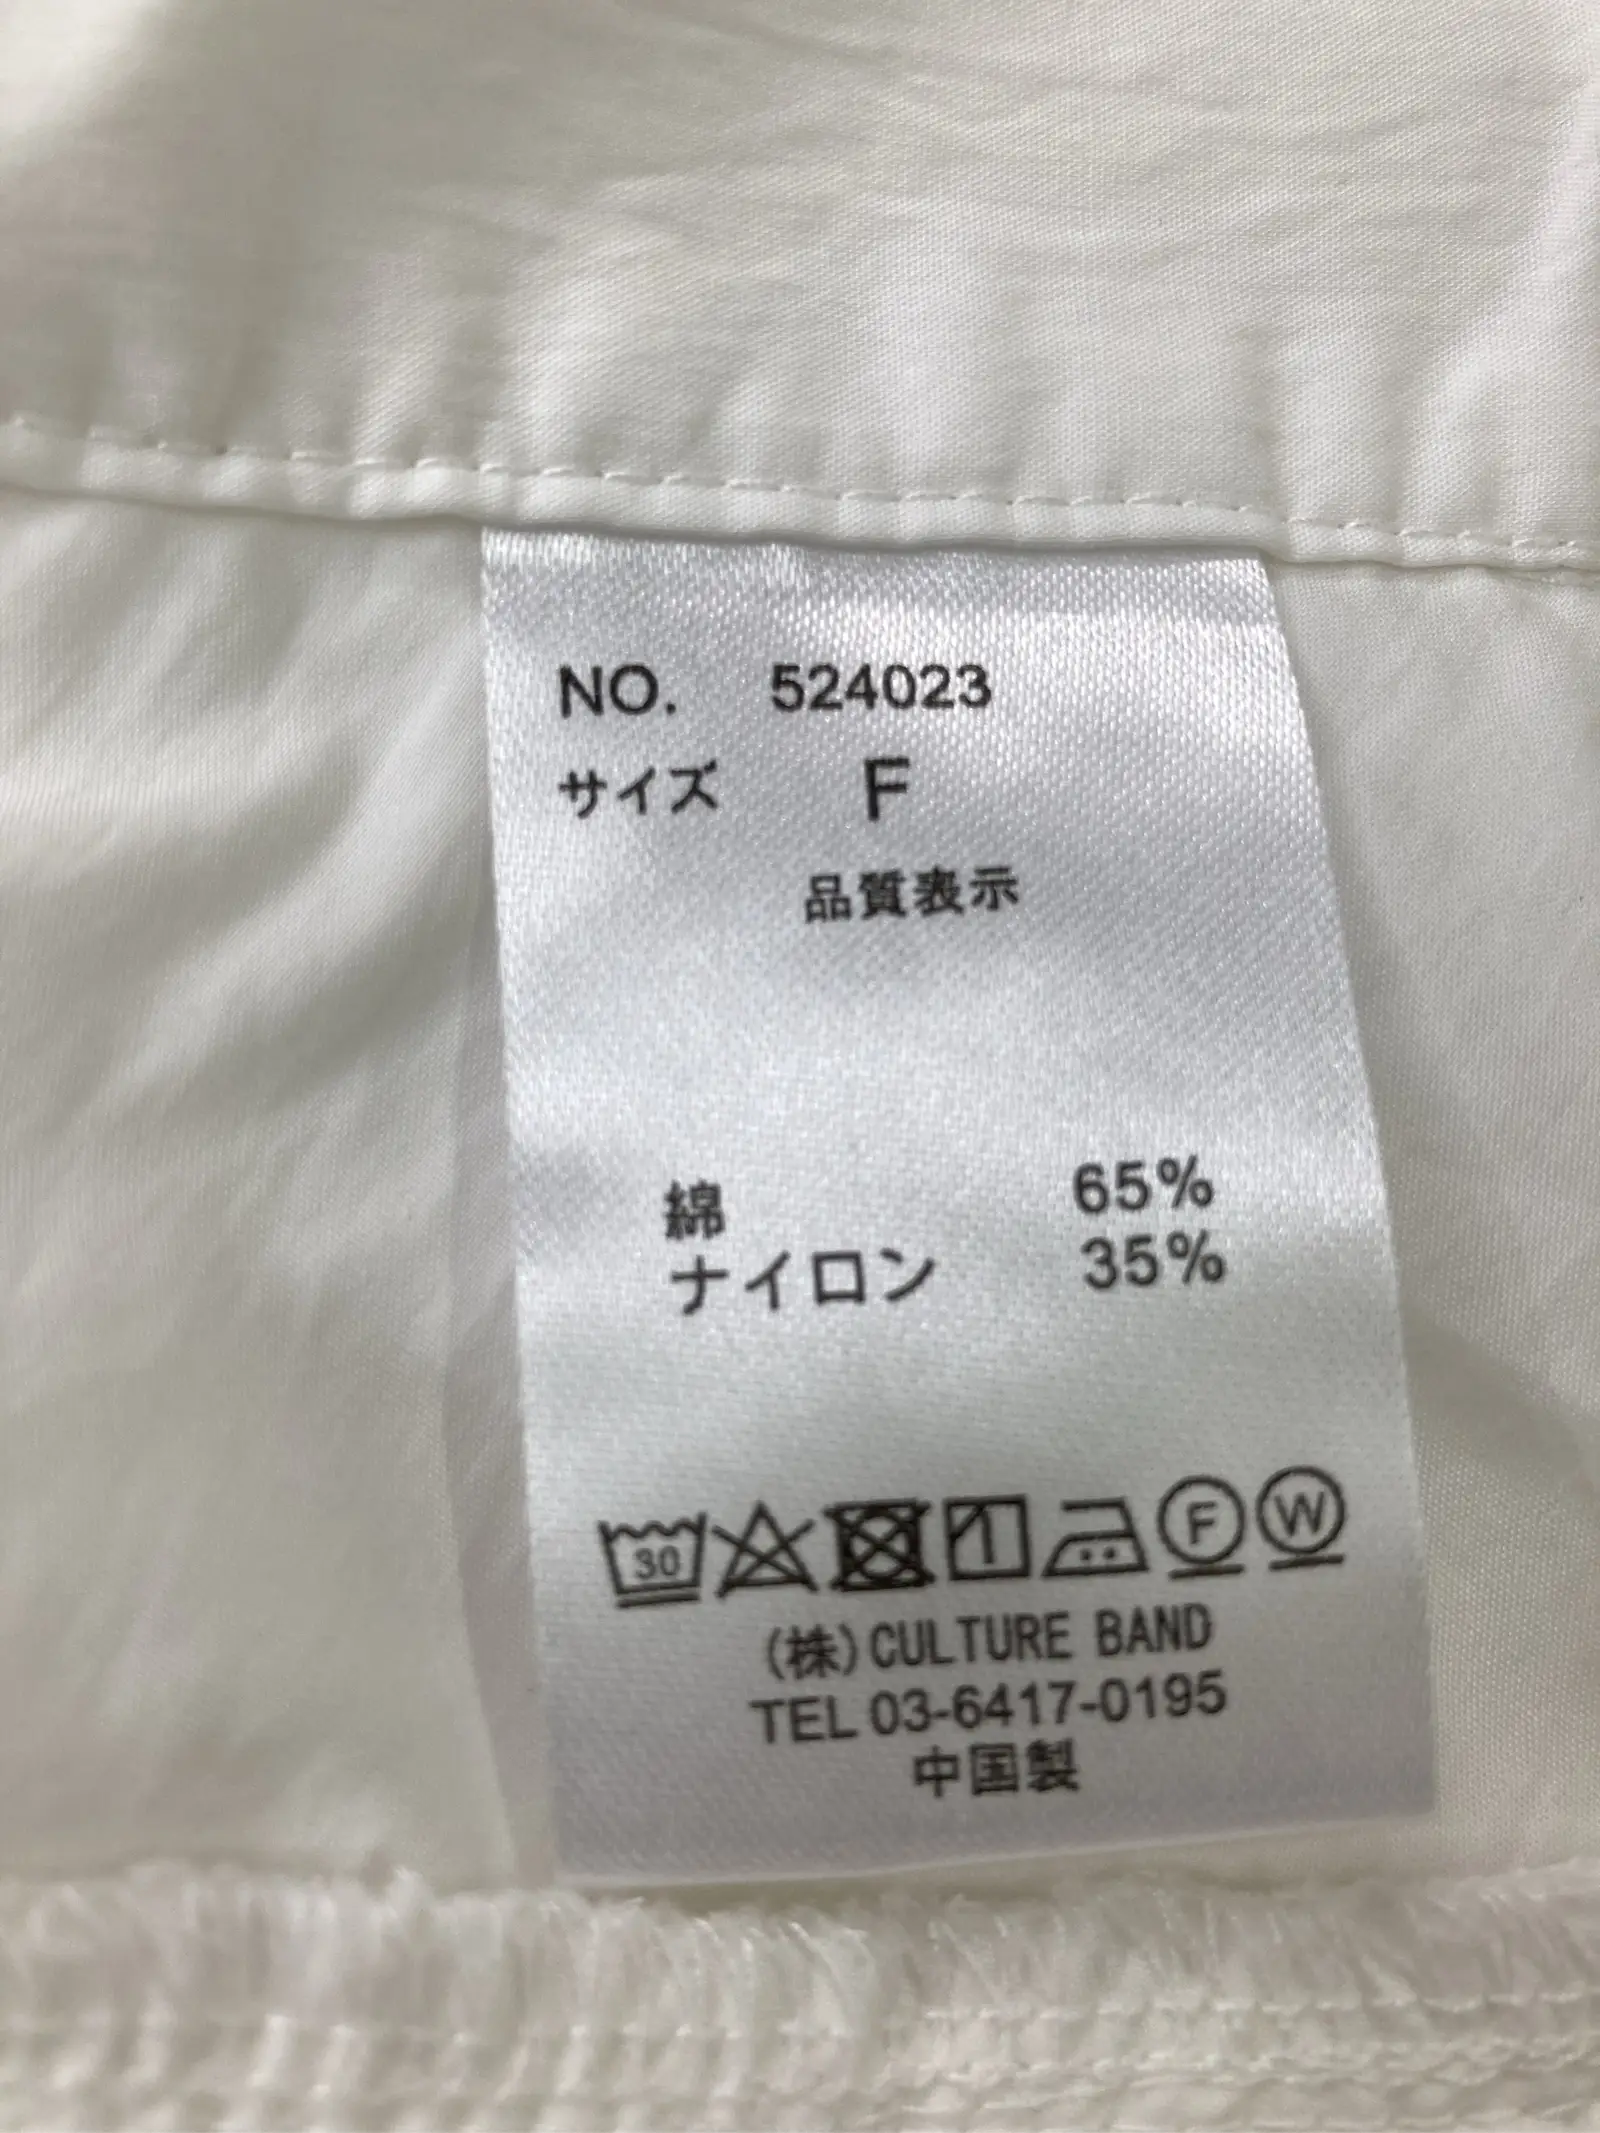 NO. 524023
サイズ F
品質表示
綿 65%
ナイロン 35%
30 F W
(株)CULTURE BAND
TEL 03-6417-0195
中国製